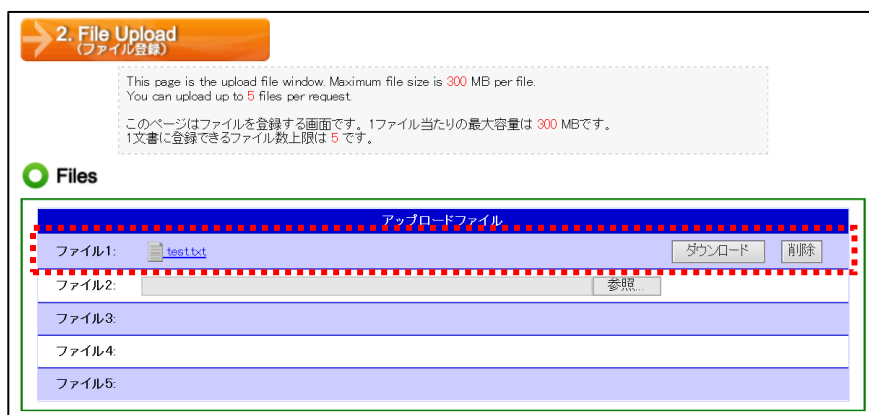 2. File Upload
(ファイル登録)
This page is the upload file window. Maximum file size is 300 MB per file.
You can upload up to 5 files per request.
このページはファイルを登録する画面です。1ファイル当たりの最大容量は 300 MBです。
1文書に登録できるファイル数上限は 5 です。
Files
アップロードファイル
ファイル1: test.txt ダウンロード 削除
ファイル2: 参照...
ファイル3:
ファイル4:
ファイル5: